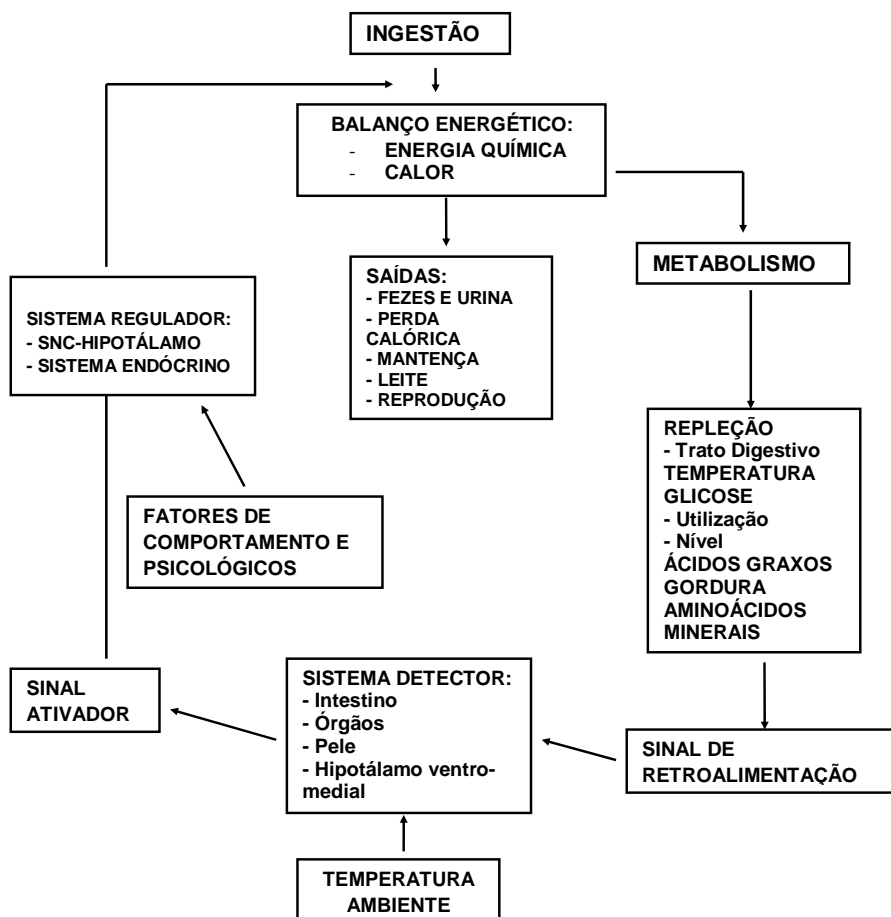 INGESTÃO
BALANÇO ENERGÉTICO:
- ENERGIA QUÍMICA
- CALOR
METABOLISMO
SAÍDAS:
- FEZES E URINA
- PERDA
CALÓRICA
- MANTENÇA
- LEITE
- REPRODUÇÃO
SISTEMA REGULADOR:
- SNC-HIPOTÁLAMO
- SISTEMA ENDÓCRINO
REPLEÇÃO
- Trato Digestivo
TEMPERATURA
GLICOSE
- Utilização
- Nível
ÁCIDOS GRAXOS
GORDURA
AMINOÁCIDOS
MINERAIS
FATORES DE
COMPORTAMENTO E
PSICOLÓGICOS
SINAL
ATIVADOR
SISTEMA DETECTOR:
- Intestino
- Órgãos
- Pele
- Hipotálamo ventro-
medial
SINAL DE
RETROALIMENTAÇÃO
TEMPERATURA
AMBIENTE